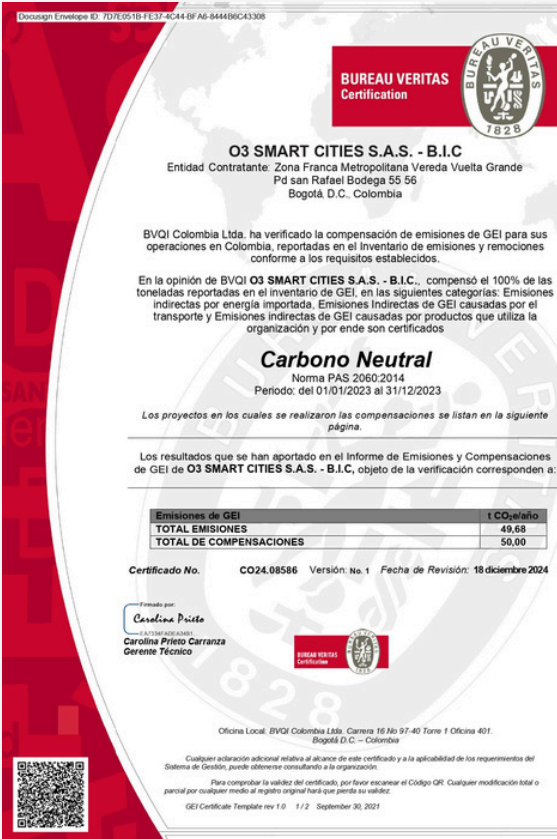 Docusign Envelope ID: 7D7E051B-FE37-4C44-BFA6-8444B6C43308
BUREAU VERITAS
Certification
BUREAU VERITAS
1828
O3 SMART CITIES S.A.S. - B.I.C
Entidad Contratante: Zona Franca Metropolitana Vereda Vuelta Grande
Pd san Rafael Bodega 55 56
Bogotá, D.C., Colombia
BVQI Colombia Ltda. ha verificado la compensación de emisiones de GEI para sus
operaciones en Colombia, reportadas en el Inventario de emisiones y remociones
conforme a los requisitos establecidos.
En la opinión de BVQI O3 SMART CITIES S.A.S. - B.I.C., compensó el 100% de las
toneladas reportadas en el inventario de GEI, en las siguientes categorías: Emisiones
indirectas por energía importada, Emisiones Indirectas de GEI causadas por el
transporte y Emisiones indirectas de GEI causadas por productos que utiliza la
organización y por ende son certificados
Carbono Neutral
Norma PAS 2060:2014
Periodo: del 01/01/2023 al 31/12/2023
Los proyectos en los cuales se realizaron las compensaciones se listan en la siguiente
página.
Los resultados que se han aportado en el Informe de Emisiones y Compensaciones
de GEI de O3 SMART CITIES S.A.S. - B.I.C, objeto de la verificación corresponden a:
Emisiones de GEI t CO₂e/año
TOTAL EMISIONES 49,68
TOTAL DE COMPENSACIONES 50,00
Certificado No. CO24.08586 Versión: No. 1 Fecha de Revisión: 18 diciembre 2024
Firmado por:
Carolina Prieto
Carolina Prieto Carranza
Gerente Técnico
BUREAU VERITAS
Certification
1828
Oficina Local: BVQI Colombia Ltda. Carrera 16 No 97-40 Torre 1 Oficina 401.
Bogotá D.C. – Colombia
Cualquier aclaración adicional relativa al alcance de este certificado y a la aplicabilidad de los requerimientos del
Sistema de Gestión, puede obtenerse consultando a la organización.
Para comprobar la validez del certificado, por favor escanear el Código QR. Cualquier modificación total o
parcial por cualquier medio al registro original hará que pierda su validez.
GEI Certificate Template rev 1.0 1 / 2 September 30, 2021